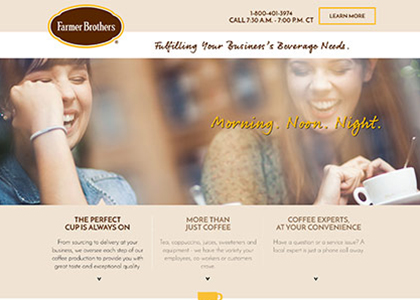 Farmer Brothers
1-800-401-3974
CALL 7:30 A.M. - 7:00 P.M. CT
LEARN MORE
Fulfilling Your Business's Beverage Needs.
Morning. Noon. Night.
THE PERFECT
CUP IS ALWAYS ON
From sourcing to delivery at your
business, we oversee each step of our
coffee production to provide you with
great taste and exceptional quality.
MORE THAN
JUST COFFEE
Tea, cappuccino, juices, sweeteners and
equipment - we have the variety your
employees, co-workers or customers
crave.
COFFEE EXPERTS,
AT YOUR CONVENIENCE
Have a question or a service issue? A
local expert is just a phone call away.